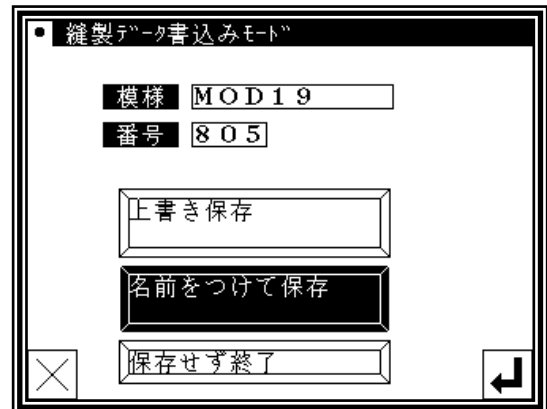 縫製ﾃﾞｰﾀ書込みﾓｰﾄﾞ
模様 ＭＯＤ１９
番号 ８０５
上書き保存
名前をつけて保存
保存せず終了